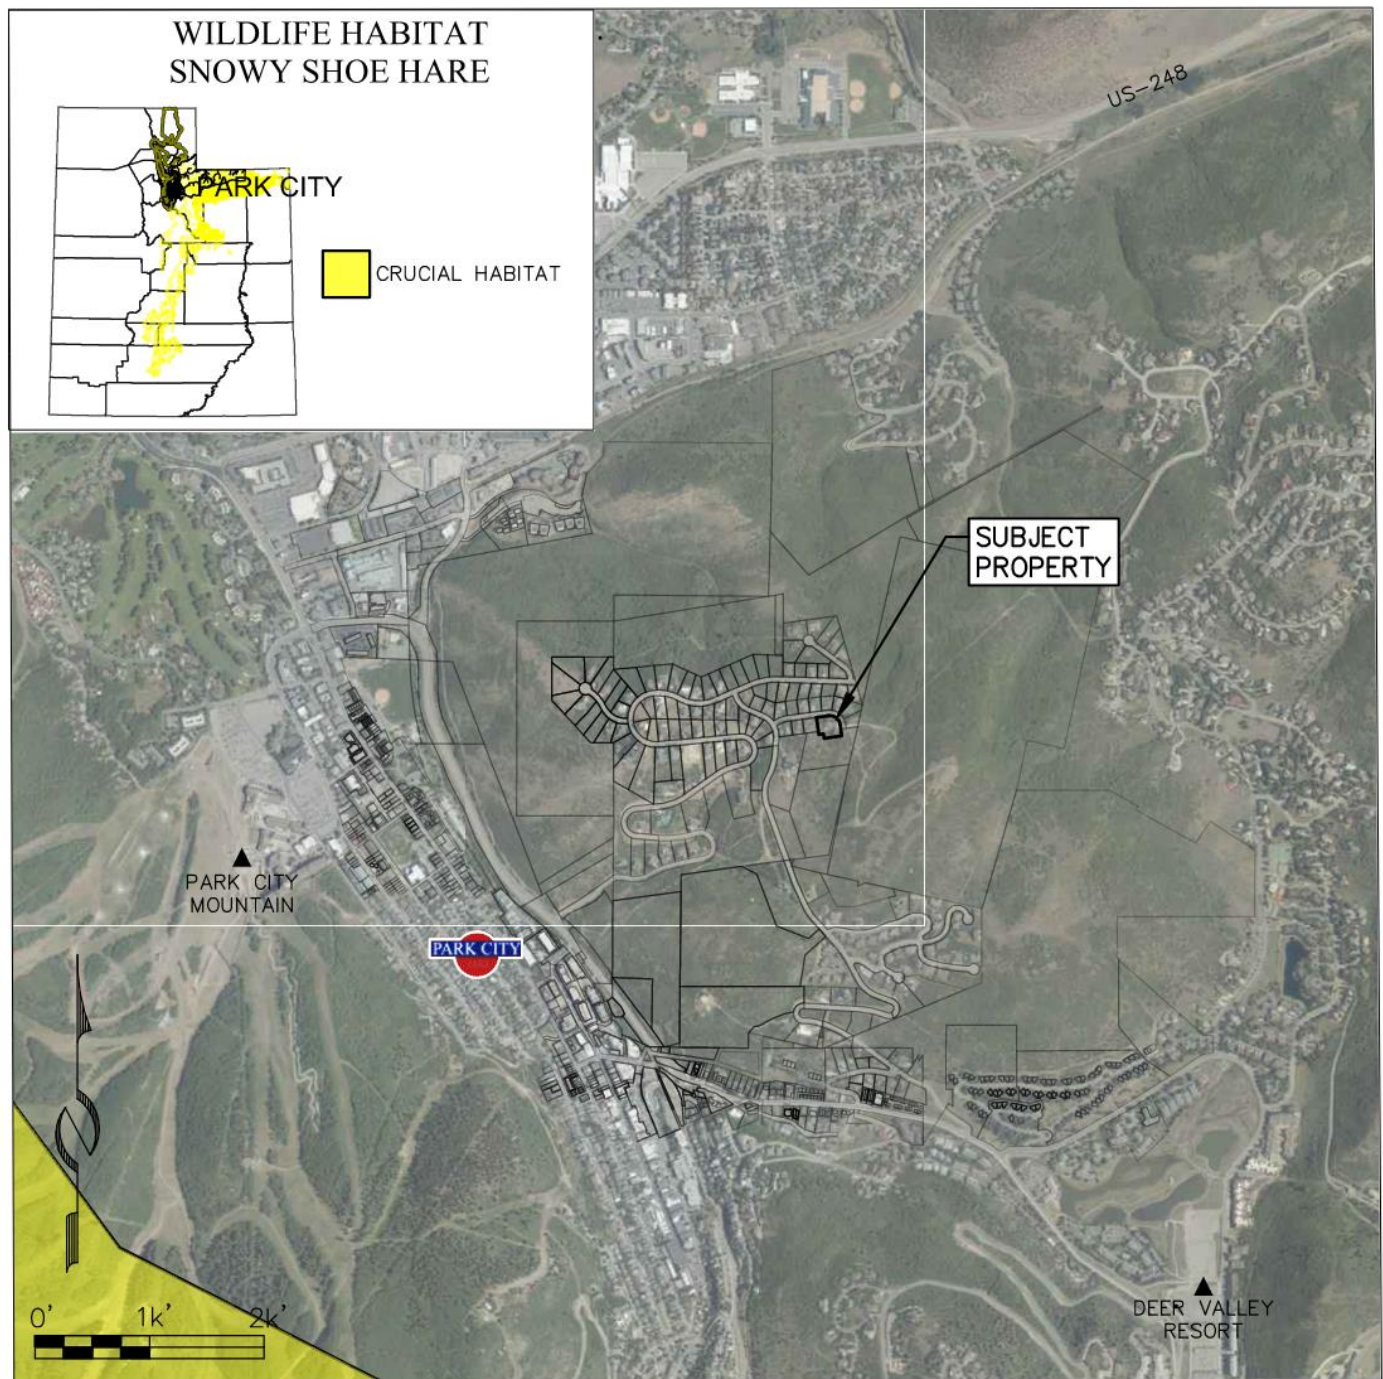 WILDLIFE HABITAT
SNOWY SHOE HARE
PARK CITY
CRUCIAL HABITAT
US-248
SUBJECT
PROPERTY
PARK CITY
MOUNTAIN
PARK CITY
0' 1k' 2k'
DEER VALLEY
RESORT